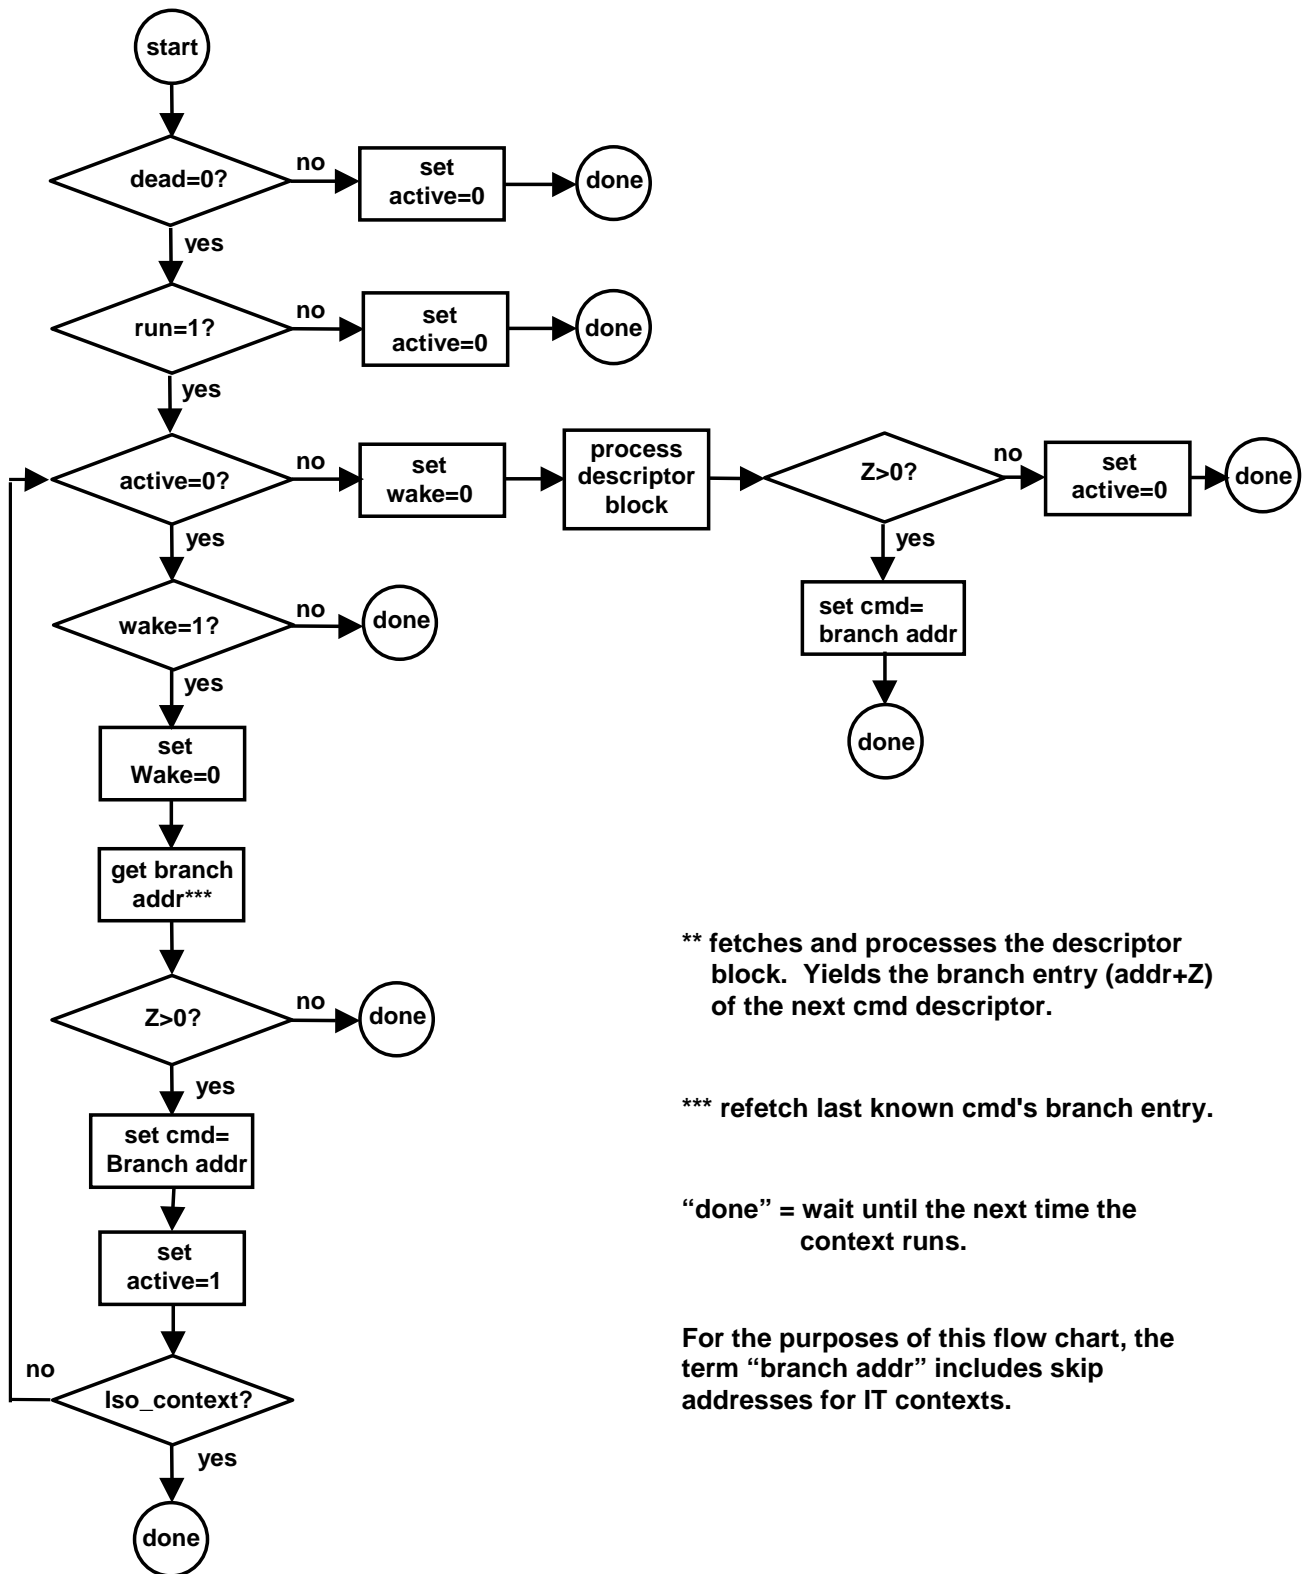 start
dead=0?
no
set
active=0
done
yes
run=1?
no
set
active=0
done
yes
active=0?
no
set
wake=0
process
descriptor
block
Z>0?
no
set
active=0
done
yes
set cmd=
branch addr
done
yes
wake=1?
no
done
yes
set
Wake=0
get branch
addr***
Z>0?
no
done
yes
set cmd=
Branch addr
set
active=1
no
Iso_context?
yes
done
** fetches and processes the descriptor
block. Yields the branch entry (addr+Z)
of the next cmd descriptor.
*** refetch last known cmd's branch entry.
“done” = wait until the next time the
context runs.
For the purposes of this flow chart, the
term “branch addr” includes skip
addresses for IT contexts.